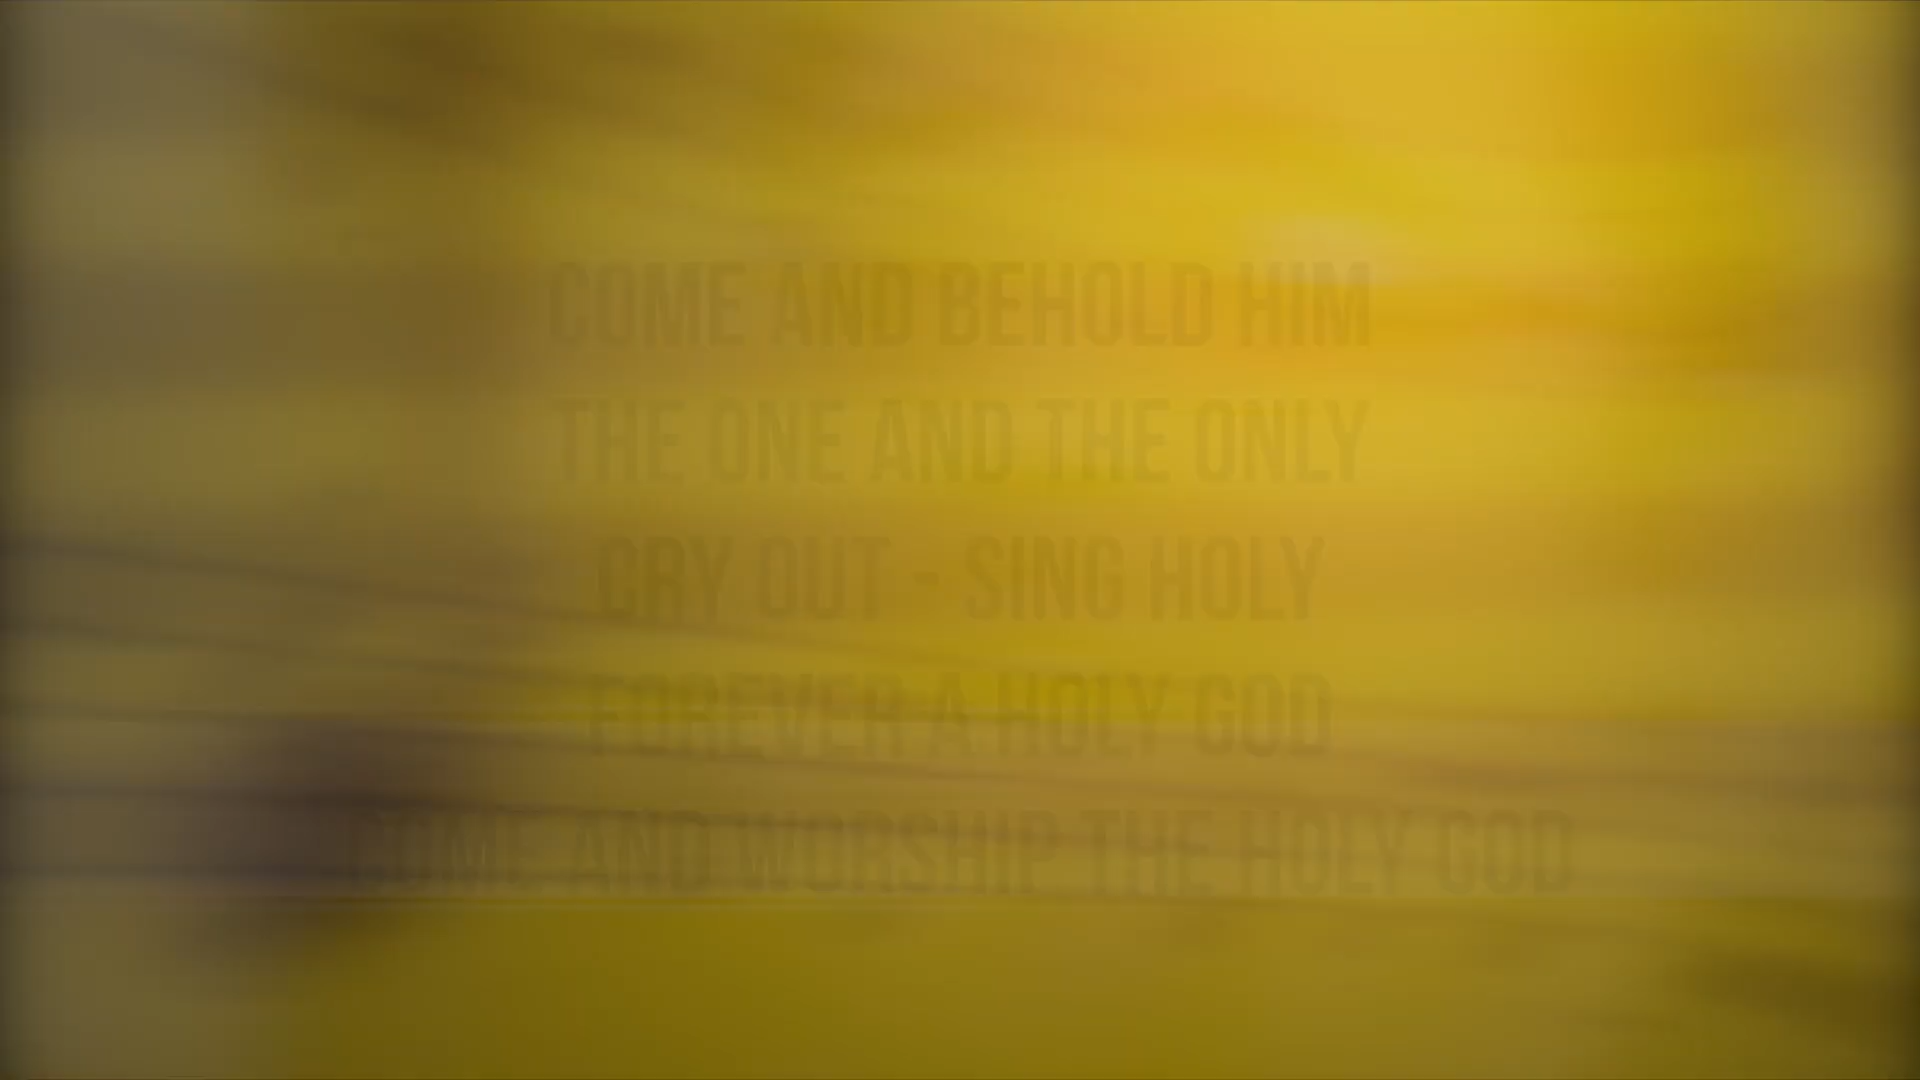 COME AND BEHOLD HIM
THE ONE AND THE ONLY
CRY OUT - SING HOLY
FOREVER A HOLY GOD
COME AND WORSHIP THE HOLY GOD